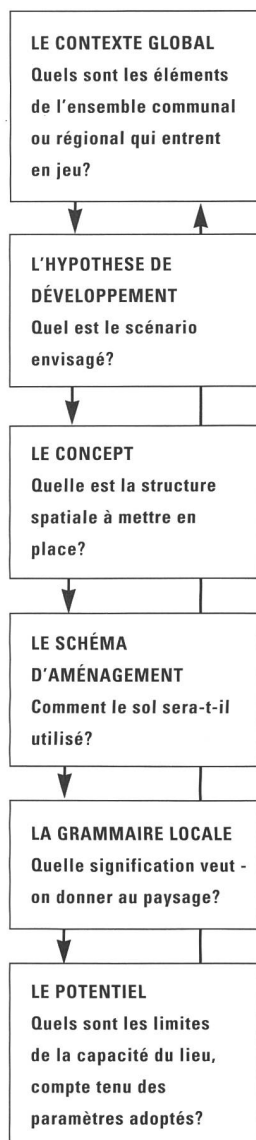 LE CONTEXTE GLOBAL
Quels sont les éléments
de l'ensemble communal
ou régional qui entrent
en jeu?
L'HYPOTHESE DE
DÉVELOPPEMENT
Quel est le scénario
envisagé?
LE CONCEPT
Quelle est la structure
spatiale à mettre en
place?
LE SCHÉMA
D'AMÉNAGEMENT
Comment le sol sera-t-il
utilisé?
LA GRAMMAIRE LOCALE
Quelle signification veut -
on donner au paysage?
LE POTENTIEL
Quels sont les limites
de la capacité du lieu,
compte tenu des
paramètres adoptés?